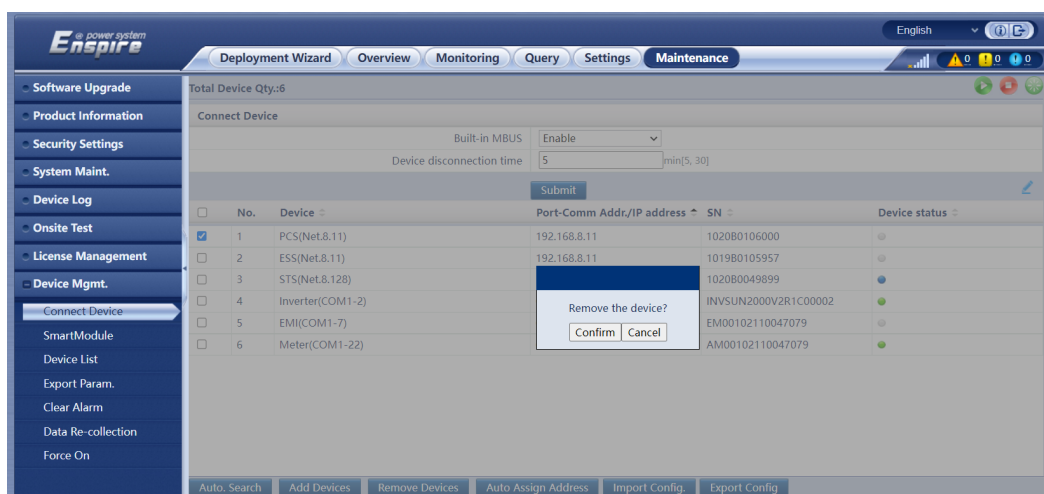 e power system
Enspire
English
Deployment Wizard Overview Monitoring Query Settings Maintenance
0 0 0
Software Upgrade
Product Information
Security Settings
System Maint.
Device Log
Onsite Test
License Management
Device Mgmt.
Connect Device
SmartModule
Device List
Export Param.
Clear Alarm
Data Re-collection
Force On
Total Device Qty.:6
Connect Device
Built-in MBUS Enable
Device disconnection time 5 min[5, 30]
Submit
No. Device Port-Comm Addr./IP address SN Device status
1 PCS(Net.8.11) 192.168.8.11 1020B0106000
2 ESS(Net.8.11) 192.168.8.11 1019B0105957
3 STS(Net.8.128) 1020B0049899
4 Inverter(COM1-2) INVSUN2000V2R1C00002
5 EMI(COM1-7) EM00102110047079
6 Meter(COM1-22) AM00102110047079
Remove the device?
Confirm Cancel
Auto. Search Add Devices Remove Devices Auto Assign Address Import Config. Export Config